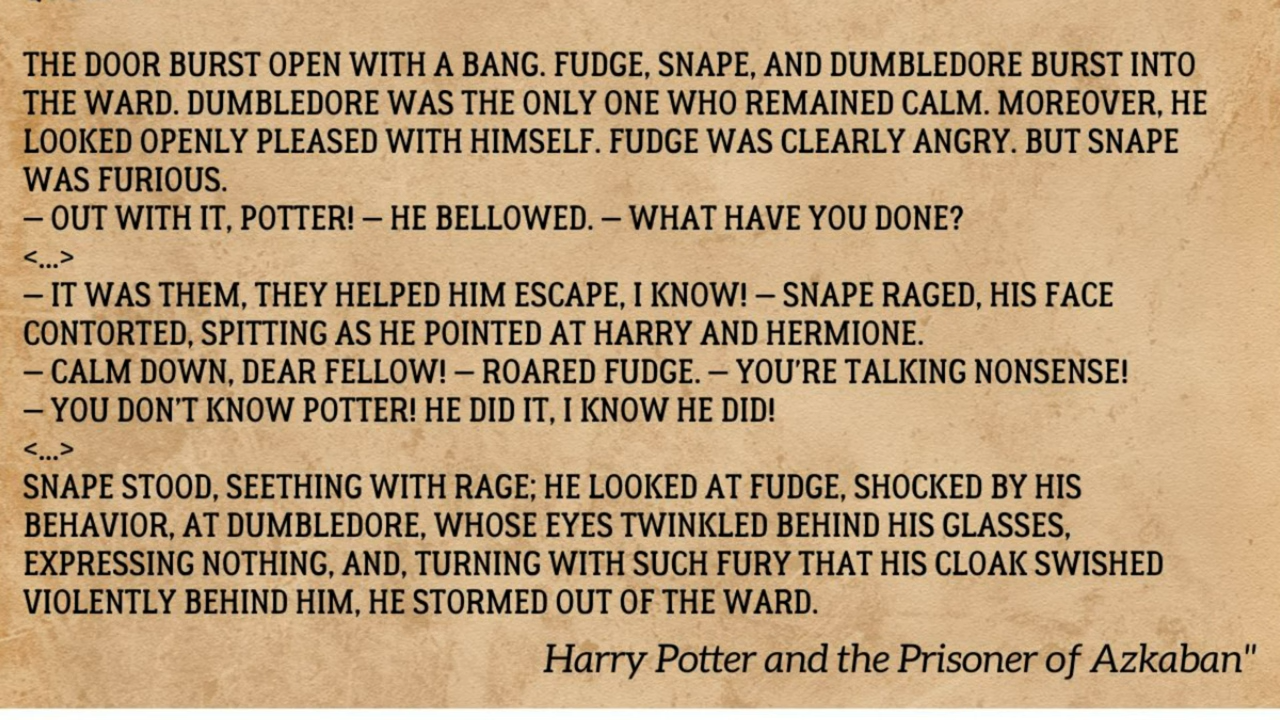 THE DOOR BURST OPEN WITH A BANG. FUDGE, SNAPE, AND DUMBLEDORE BURST INTO
THE WARD. DUMBLEDORE WAS THE ONLY ONE WHO REMAINED CALM. MOREOVER, HE
LOOKED OPENLY PLEASED WITH HIMSELF. FUDGE WAS CLEARLY ANGRY. BUT SNAPE
WAS FURIOUS.
– OUT WITH IT, POTTER! – HE BELLOWED. – WHAT HAVE YOU DONE?
<...>
– IT WAS THEM, THEY HELPED HIM ESCAPE, I KNOW! – SNAPE RAGED, HIS FACE
CONTORTED, SPITTING AS HE POINTED AT HARRY AND HERMIONE.
– CALM DOWN, DEAR FELLOW! – ROARED FUDGE. – YOU'RE TALKING NONSENSE!
– YOU DON'T KNOW POTTER! HE DID IT, I KNOW HE DID!
<...>
SNAPE STOOD, SEETHING WITH RAGE; HE LOOKED AT FUDGE, SHOCKED BY HIS
BEHAVIOR, AT DUMBLEDORE, WHOSE EYES TWINKLED BEHIND HIS GLASSES,
EXPRESSING NOTHING, AND, TURNING WITH SUCH FURY THAT HIS CLOAK SWISHED
VIOLENTLY BEHIND HIM, HE STORMED OUT OF THE WARD.
Harry Potter and the Prisoner of Azkaban"